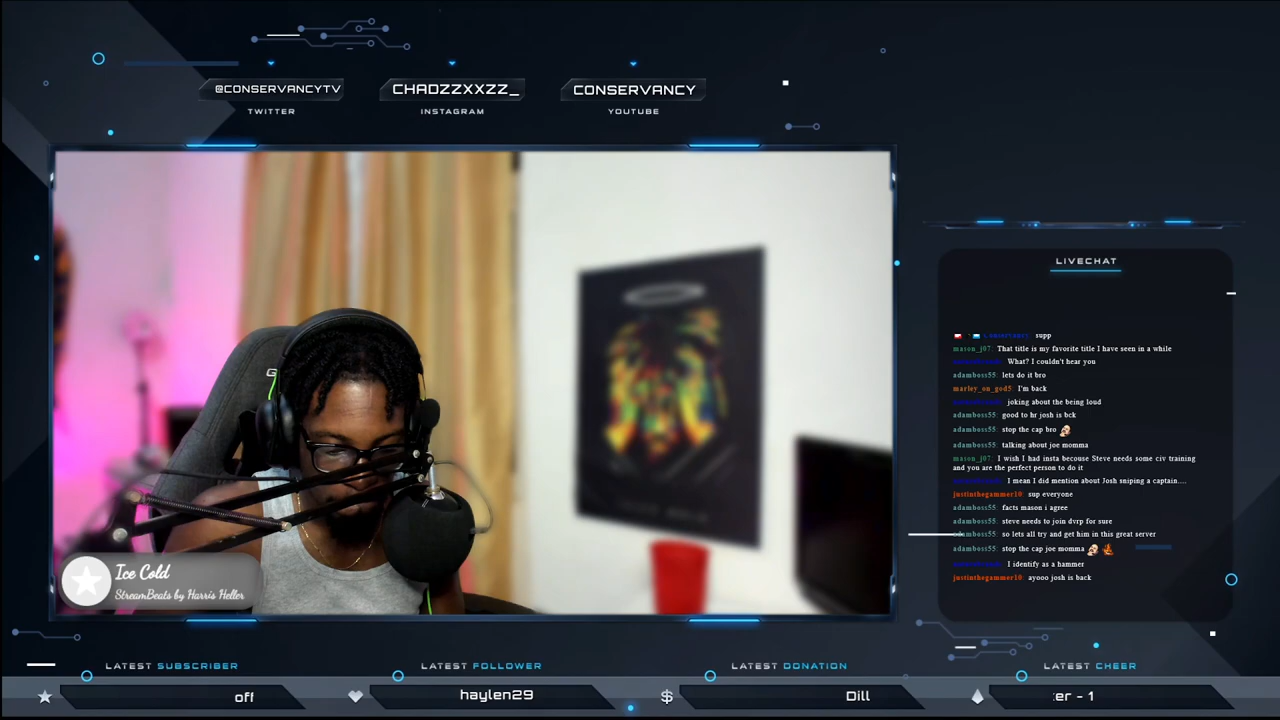 @CONSERVANCYTV
TWITTER
CHADZZXXZZ_
INSTAGRAM
CONSERVANCY
YOUTUBE
LIVECHAT
Conservancy: supp
mason_j07: That title is my favorite title I have seen in a while
What? I couldn't hear you
adamboss55: lets do it bro
marley_on_god5: I'm back
joking about the being loud
adamboss55: good to hr josh is bck
adamboss55: stop the cap bro
adamboss55: talking about joe momma
mason_j07: I wish I had insta becouse Steve needs some civ training
and you are the perfect person to do it
I mean I did mention about Josh sniping a captain....
justinthegammer10: sup everyone
adamboss55: facts mason i agree
adamboss55: steve needs to join dvrp for sure
adamboss55: so lets all try and get him in this great server
adamboss55: stop the cap joe momma
I identify as a hammer
justinthegammer10: ayooo josh is back
G
Ice Cold
StreamBeats by Harris Heller
LATEST SUBSCRIBER
off
LATEST FOLLOWER
haylen29
LATEST DONATION
$
Dill
LATEST CHEER
er - 1